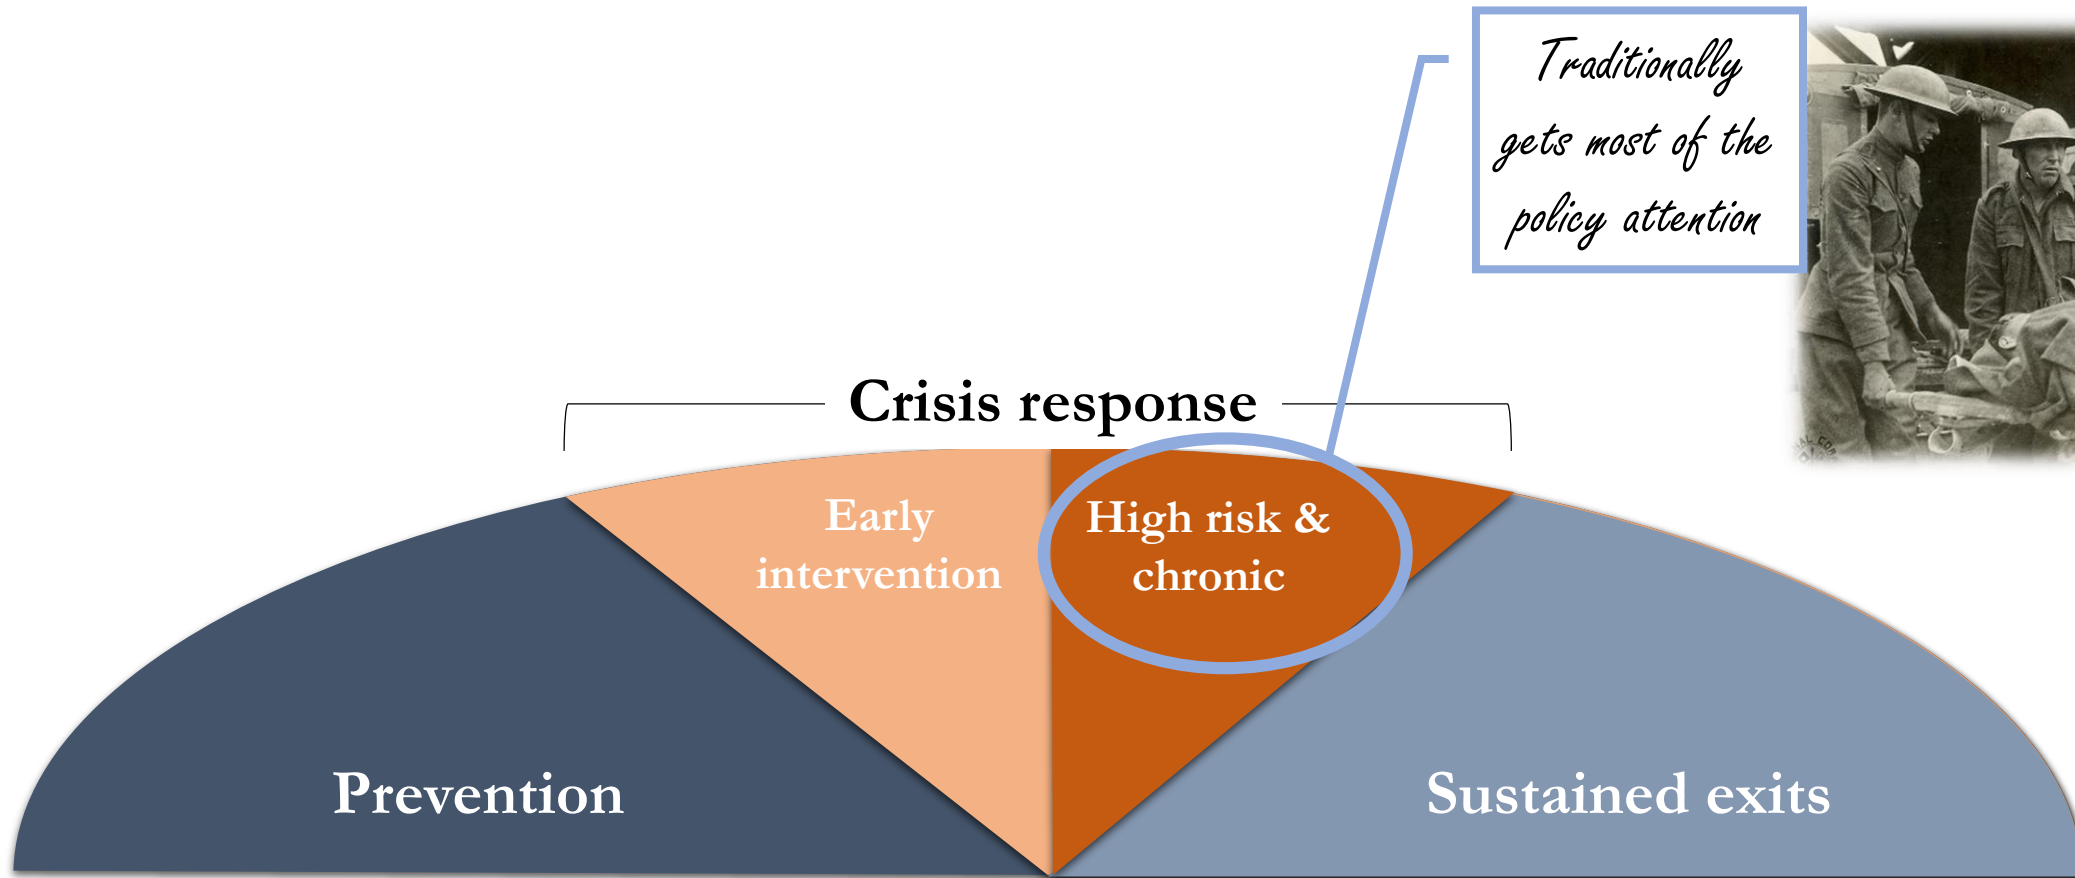 Traditionally
gets most of the
policy attention
Crisis response
Early
intervention
High risk &
chronic
Prevention
Sustained exits